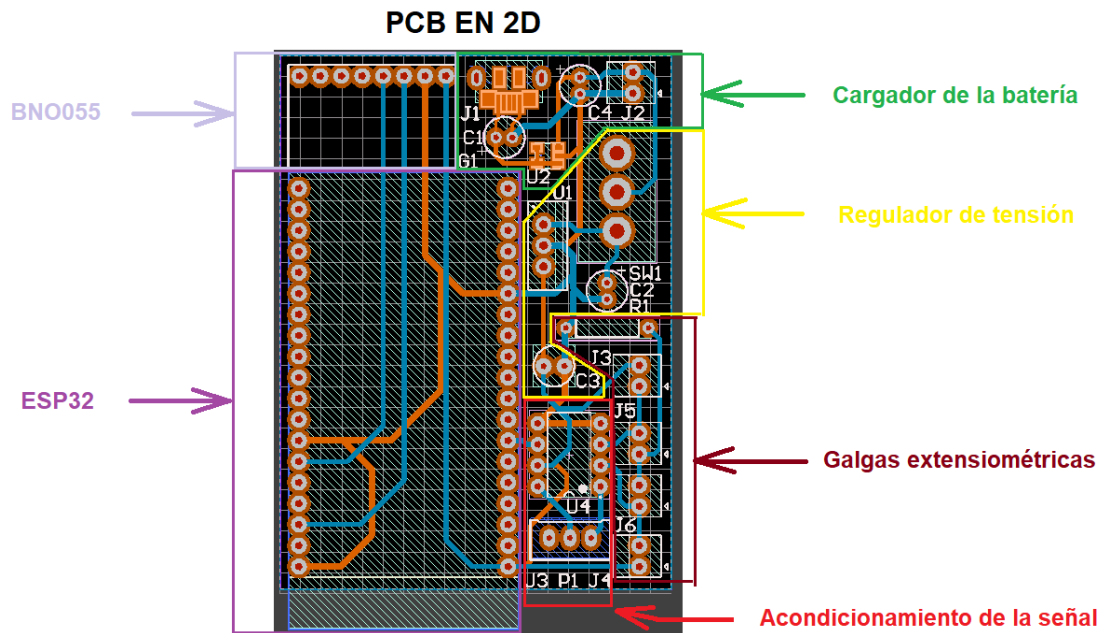 PCB EN 2D
BNO055
Cargador de la batería
J1
C4 J2
C1
G1
U2
U1
Regulador de tensión
SW1
C2
R1
J3
C3
ESP32
J5
Galgas extensiométricas
U4
J6
J3 P1 J4
Acondicionamiento de la señal